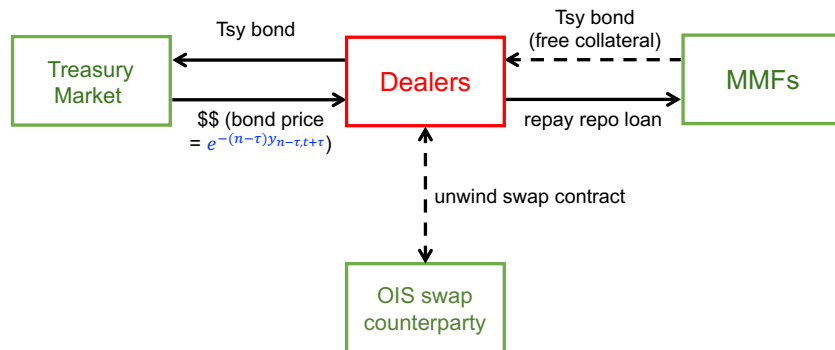 Tsy bond
Treasury
Market
$$ (bond price
= e^{-(n-τ)y_{n-τ,t+τ}})
Dealers
Tsy bond
(free collateral)
repay repo loan
MMFs
unwind swap contract
OIS swap
counterparty